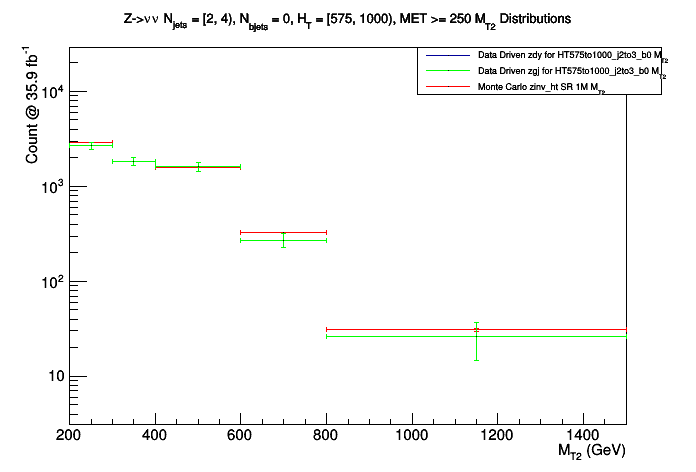 Z->νν N_jets = [2, 4), N_bjets = 0, H_T = [575, 1000), MET >= 250 M_T2 Distributions
Count @ 35.9 fb^-1
Data Driven zdy for HT575to1000_j2to3_b0 M_T2
Data Driven zgj for HT575to1000_j2to3_b0 M_T2
Monte Carlo zinv_ht SR 1M M_T2
10^4
10^3
10^2
10
200 400 600 800 1000 1200 1400
M_T2 (GeV)